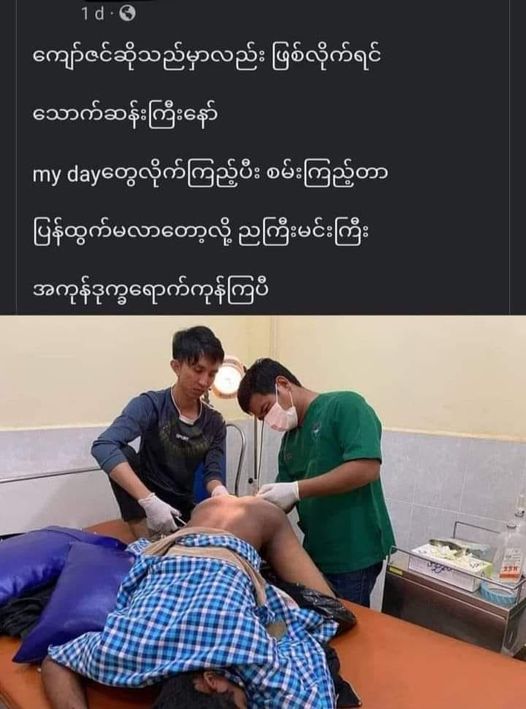 1 d ·
ကျော်ဇင်ဆိုသည်မှာလည်း ဖြစ်လိုက်ရင်
သောက်ဆန်းကြီးနော်
my dayတွေလိုက်ကြည့်ပီး စမ်းကြည့်တာ
ပြန်ထွက်မလာတော့လို့ ညကြီးမင်းကြီး
အကုန်ဒုက္ခရောက်ကုန်ကြပီ
SPORT